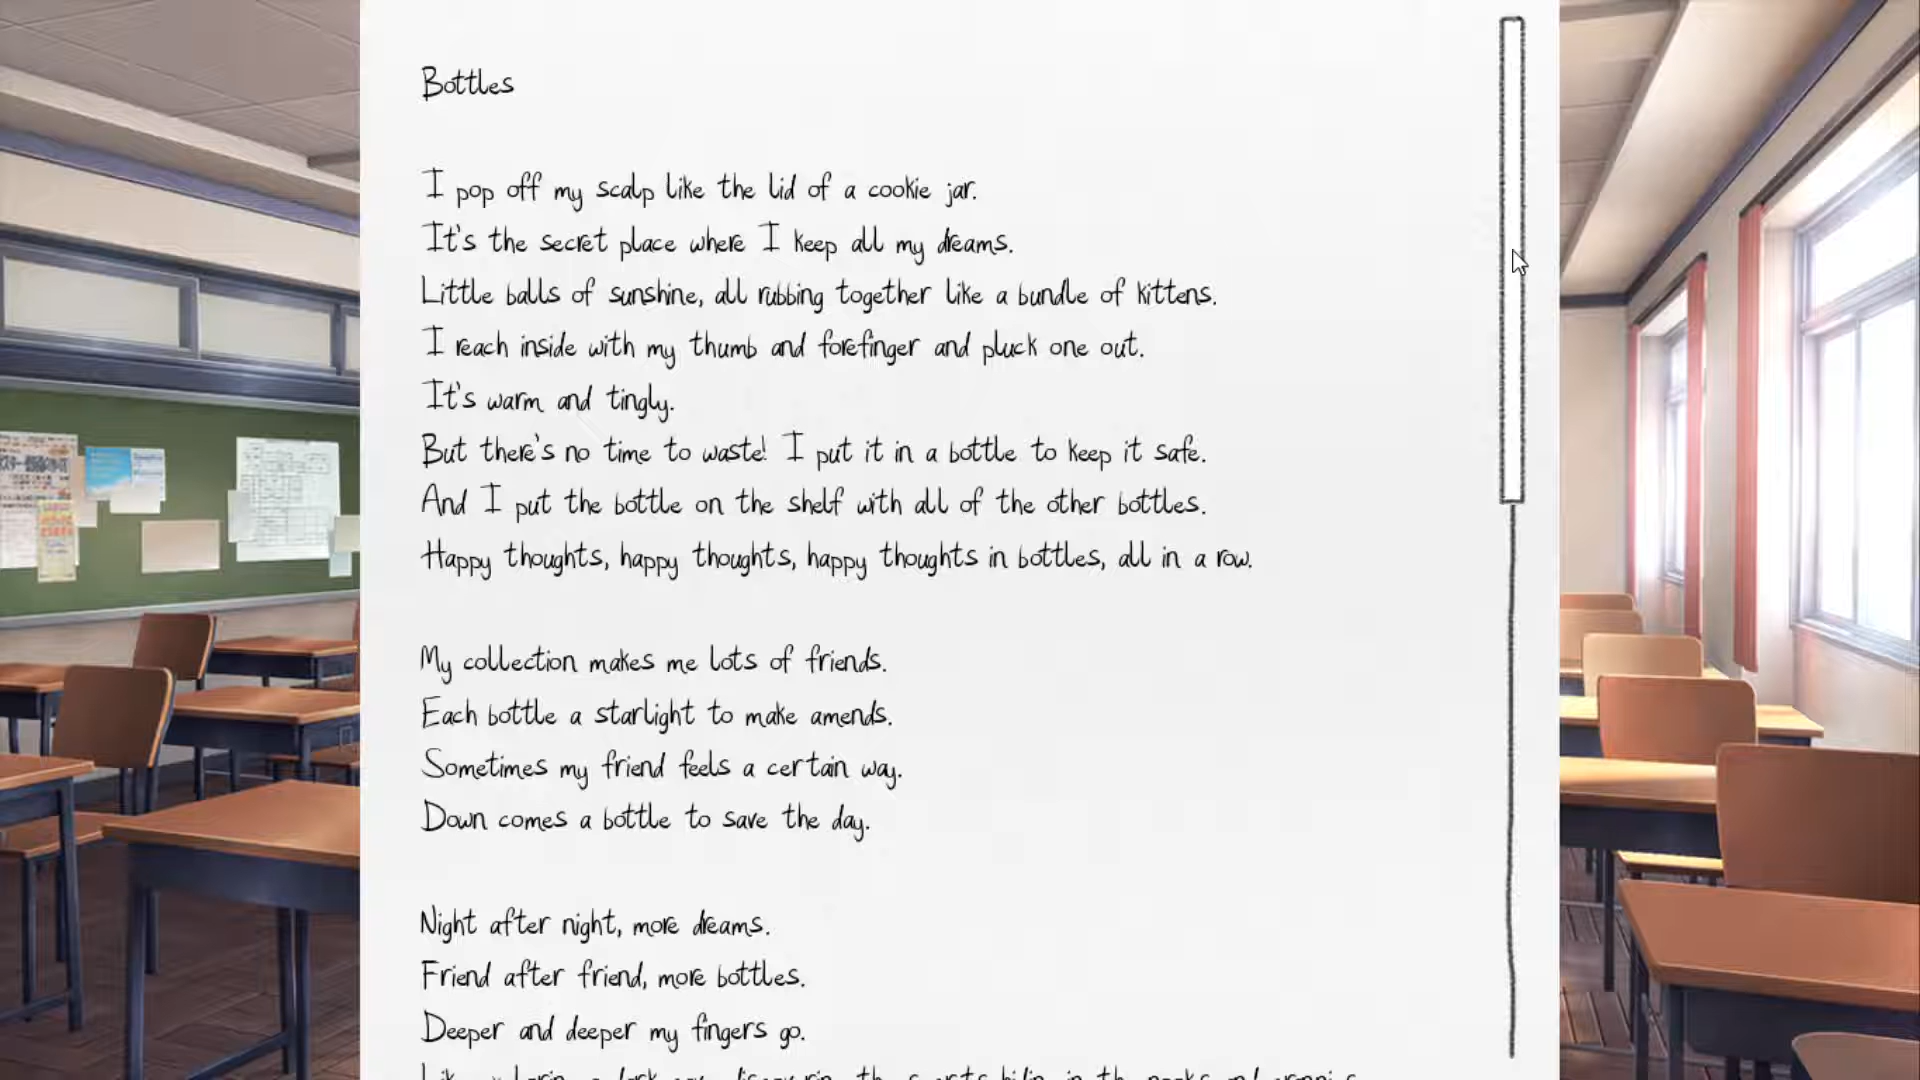 Bottles
I pop off my scalp like the lid of a cookie jar.
It's the secret place where I keep all my dreams.
Little balls of sunshine, all rubbing together like a bundle of kittens.
I reach inside with my thumb and forefinger and pluck one out.
It's warm and tingly.
But there's no time to waste! I put it in a bottle to keep it safe.
And I put the bottle on the shelf with all of the other bottles.
Happy thoughts, happy thoughts, happy thoughts in bottles, all in a row.
My collection makes me lots of friends.
Each bottle a starlight to make amends.
Sometimes my friend feels a certain way.
Down comes a bottle to save the day.
Night after night, more dreams.
Friend after friend, more bottles.
Deeper and deeper my fingers go.